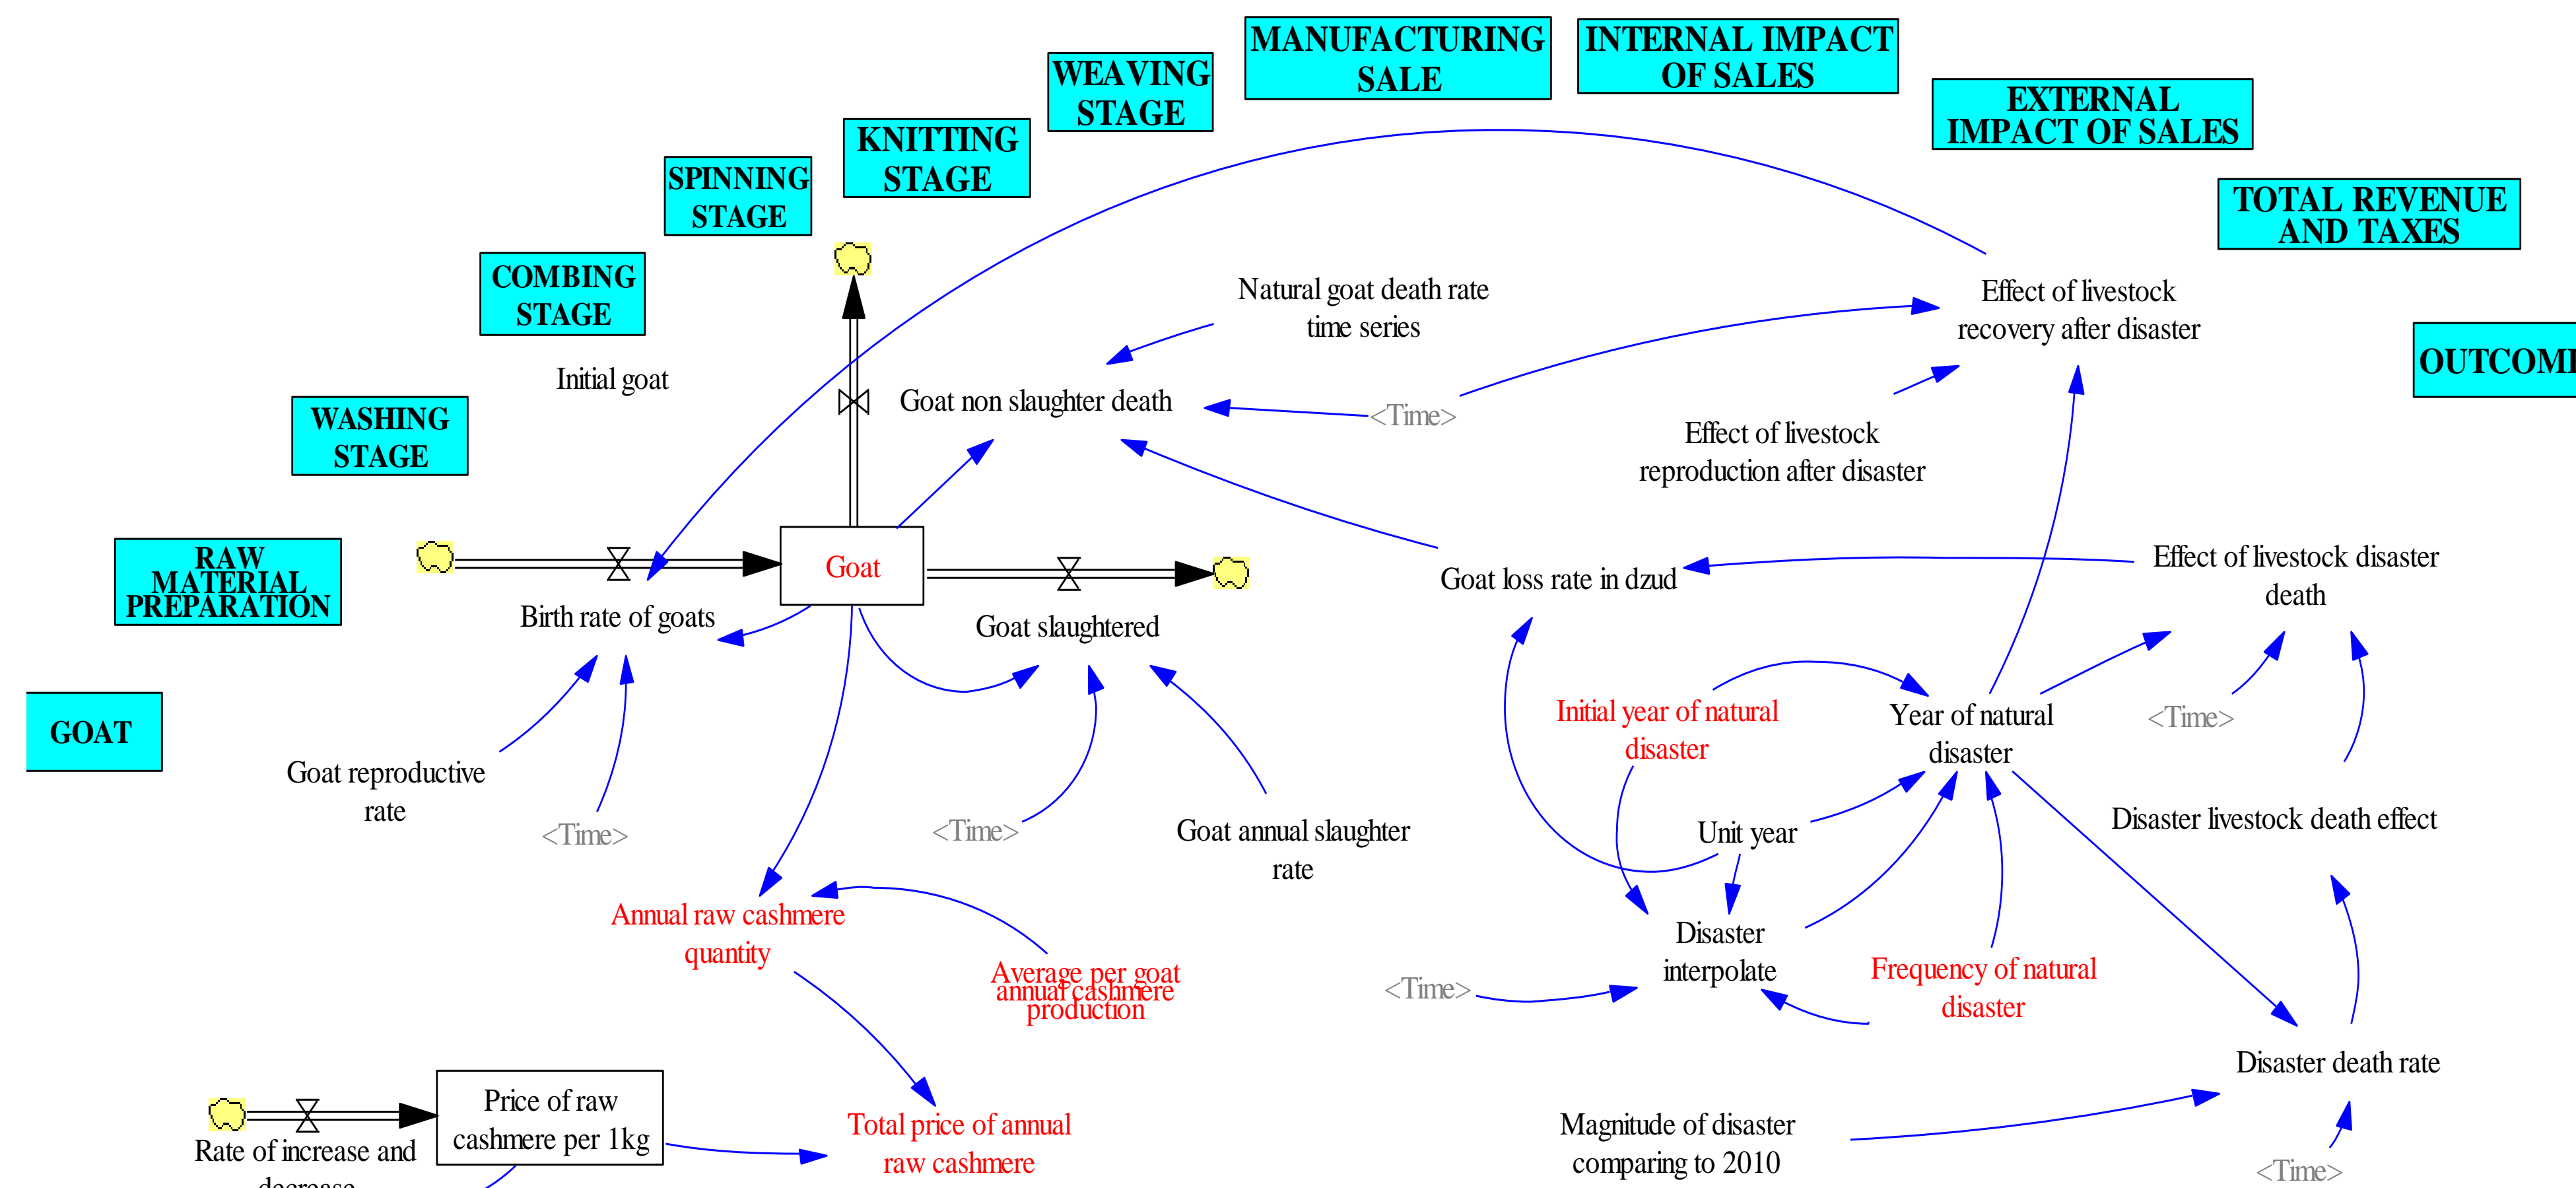 MANUFACTURING
SALE
INTERNAL IMPACT
OF SALES
WEAVING
STAGE
EXTERNAL
IMPACT OF SALES
KNITTING
STAGE
SPINNING
STAGE
TOTAL REVENUE
AND TAXES
COMBING
STAGE
Natural goat death rate
time series
Effect of livestock
recovery after disaster
OUTCOME
Initial goat
Goat non slaughter death
<Time>
WASHING
STAGE
Effect of livestock
reproduction after disaster
RAW
MATERIAL
PREPARATION
Goat
Goat loss rate in dzud
Effect of livestock disaster
death
Birth rate of goats
Goat slaughtered
GOAT
Initial year of natural
disaster
Year of natural
disaster
<Time>
Goat reproductive
rate
<Time>
<Time>
Goat annual slaughter
rate
Unit year
Disaster livestock death effect
Annual raw cashmere
quantity
Average per goat
annual cashmere
production
Disaster
interpolate
<Time>
Frequency of natural
disaster
Disaster death rate
Price of raw
cashmere per 1kg
Total price of annual
raw cashmere
Magnitude of disaster
comparing to 2010
Rate of increase and
decrease
<Time>